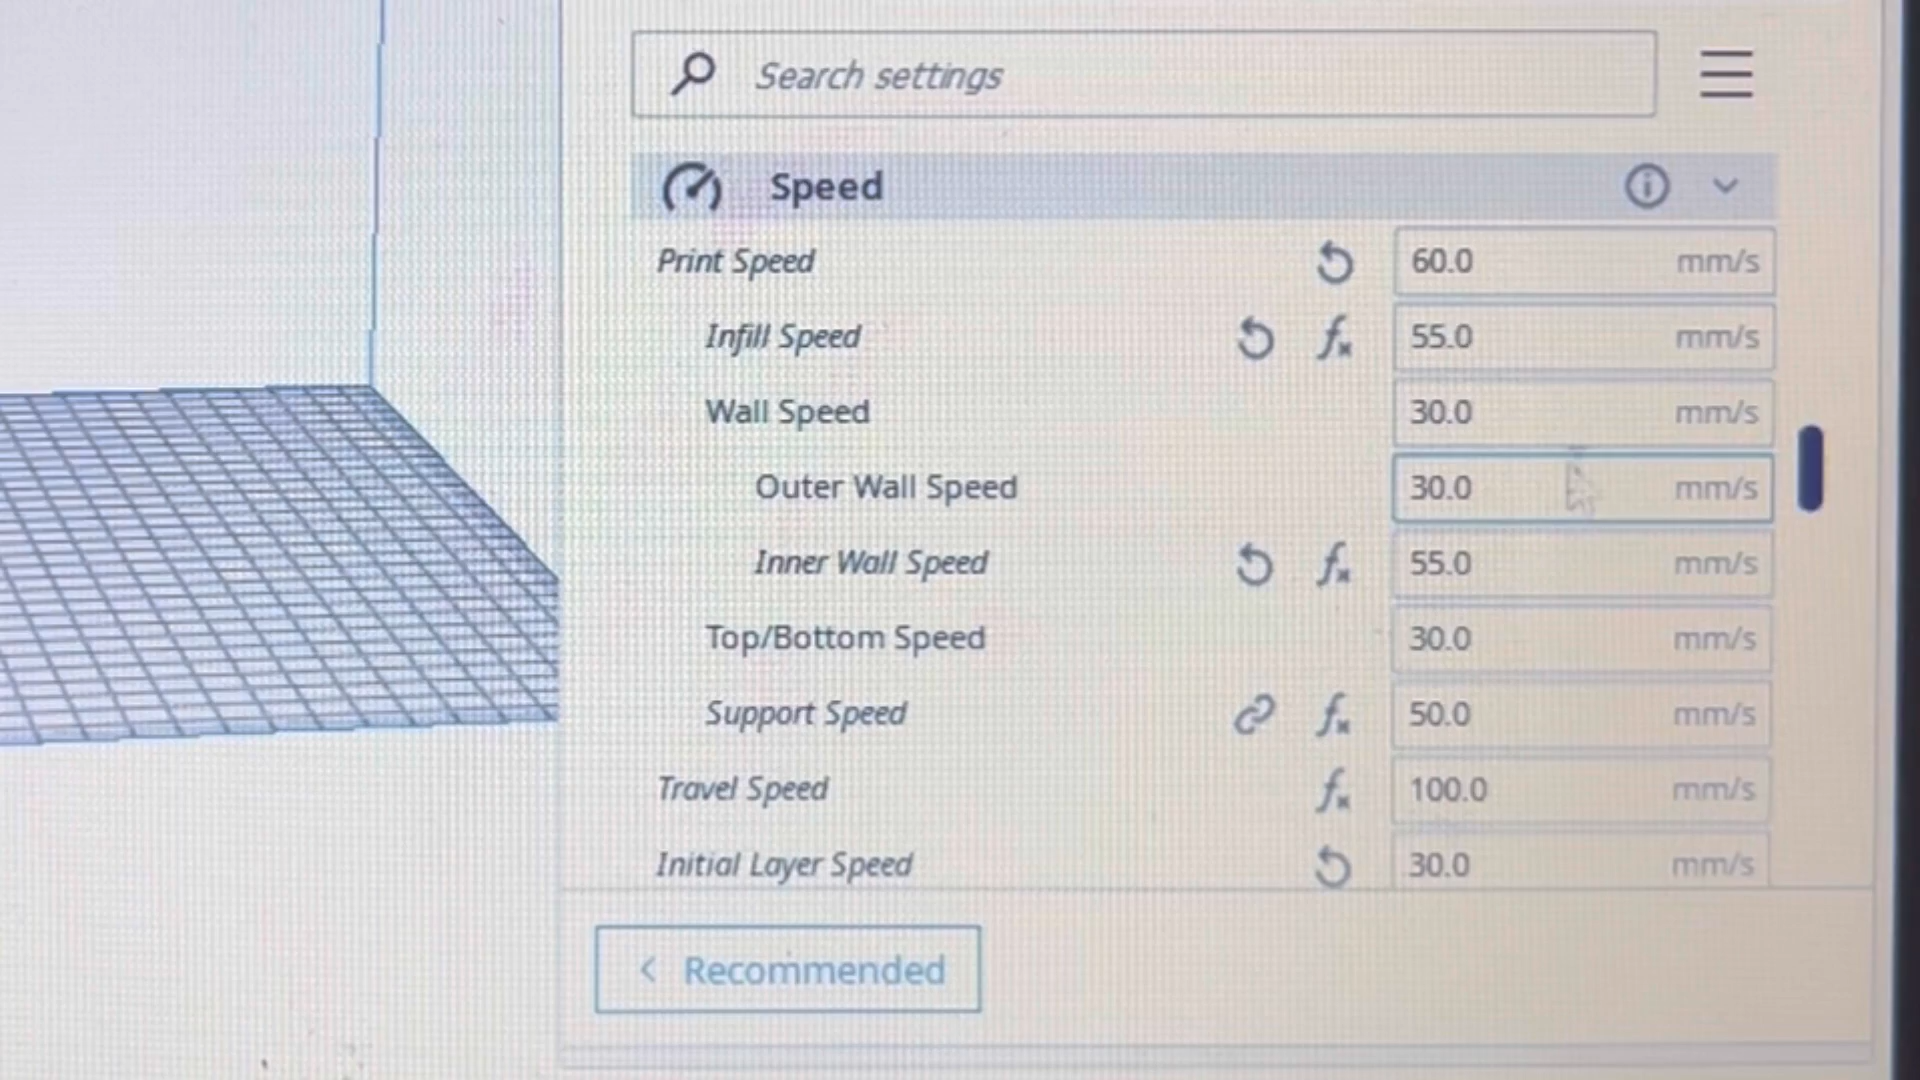 Search settings
Speed
Print Speed 60.0 mm/s
Infill Speed 55.0 mm/s
Wall Speed 30.0 mm/s
Outer Wall Speed 30.0 mm/s
Inner Wall Speed 55.0 mm/s
Top/Bottom Speed 30.0 mm/s
Support Speed 50.0 mm/s
Travel Speed 100.0 mm/s
Initial Layer Speed 30.0 mm/s
Recommended